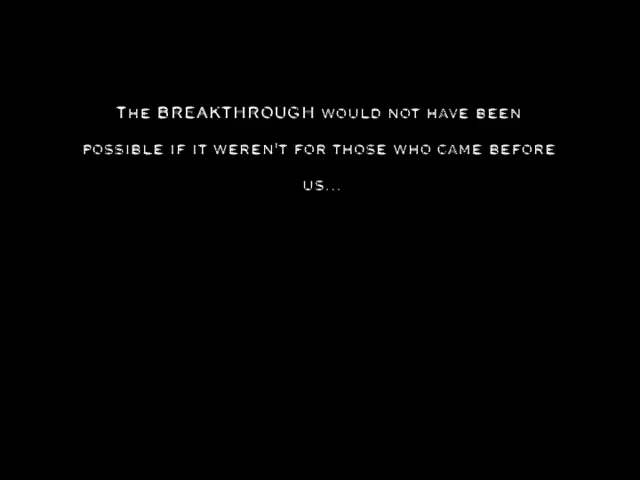 The BREAKTHROUGH would not have been
possible if it weren't for those who came before
us...